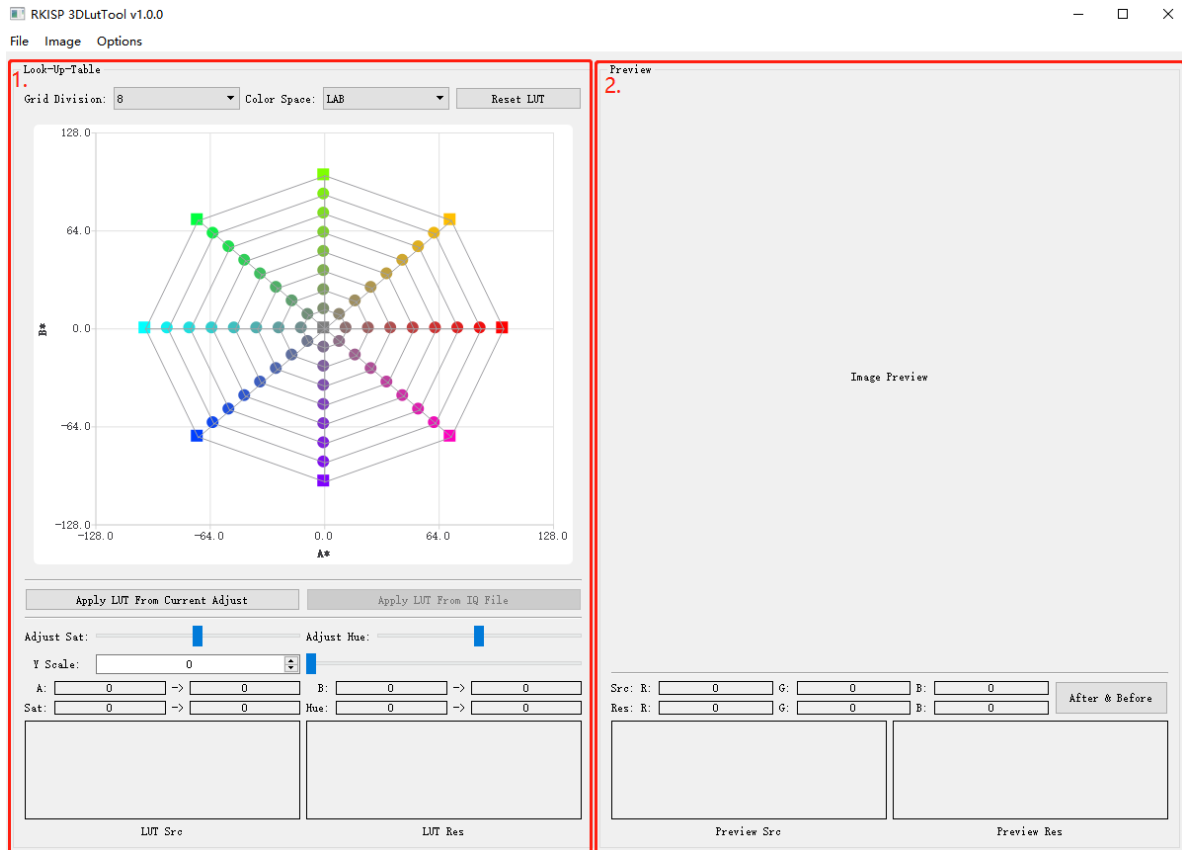 RKISP 3DLutTool v1.0.0
File Image Options
1.
Look-Up-Table
Grid Division: 8 Color Space: LAB Reset LUT
128.0
64.0
0.0
B*
-64.0
-128.0
-128.0 -64.0 0.0 64.0 128.0
A*
Apply LUT From Current Adjust Apply LUT From IQ File
Adjust Sat: Adjust Hue:
Y Scale: 0
A: 0 -> 0 B: 0 -> 0
Sat: 0 -> 0 Hue: 0 -> 0
LUT Src LUT Res
2.
Preview
Image Preview
Src: R: 0 G: 0 B: 0
Res: R: 0 G: 0 B: 0
After & Before
Preview Src Preview Res